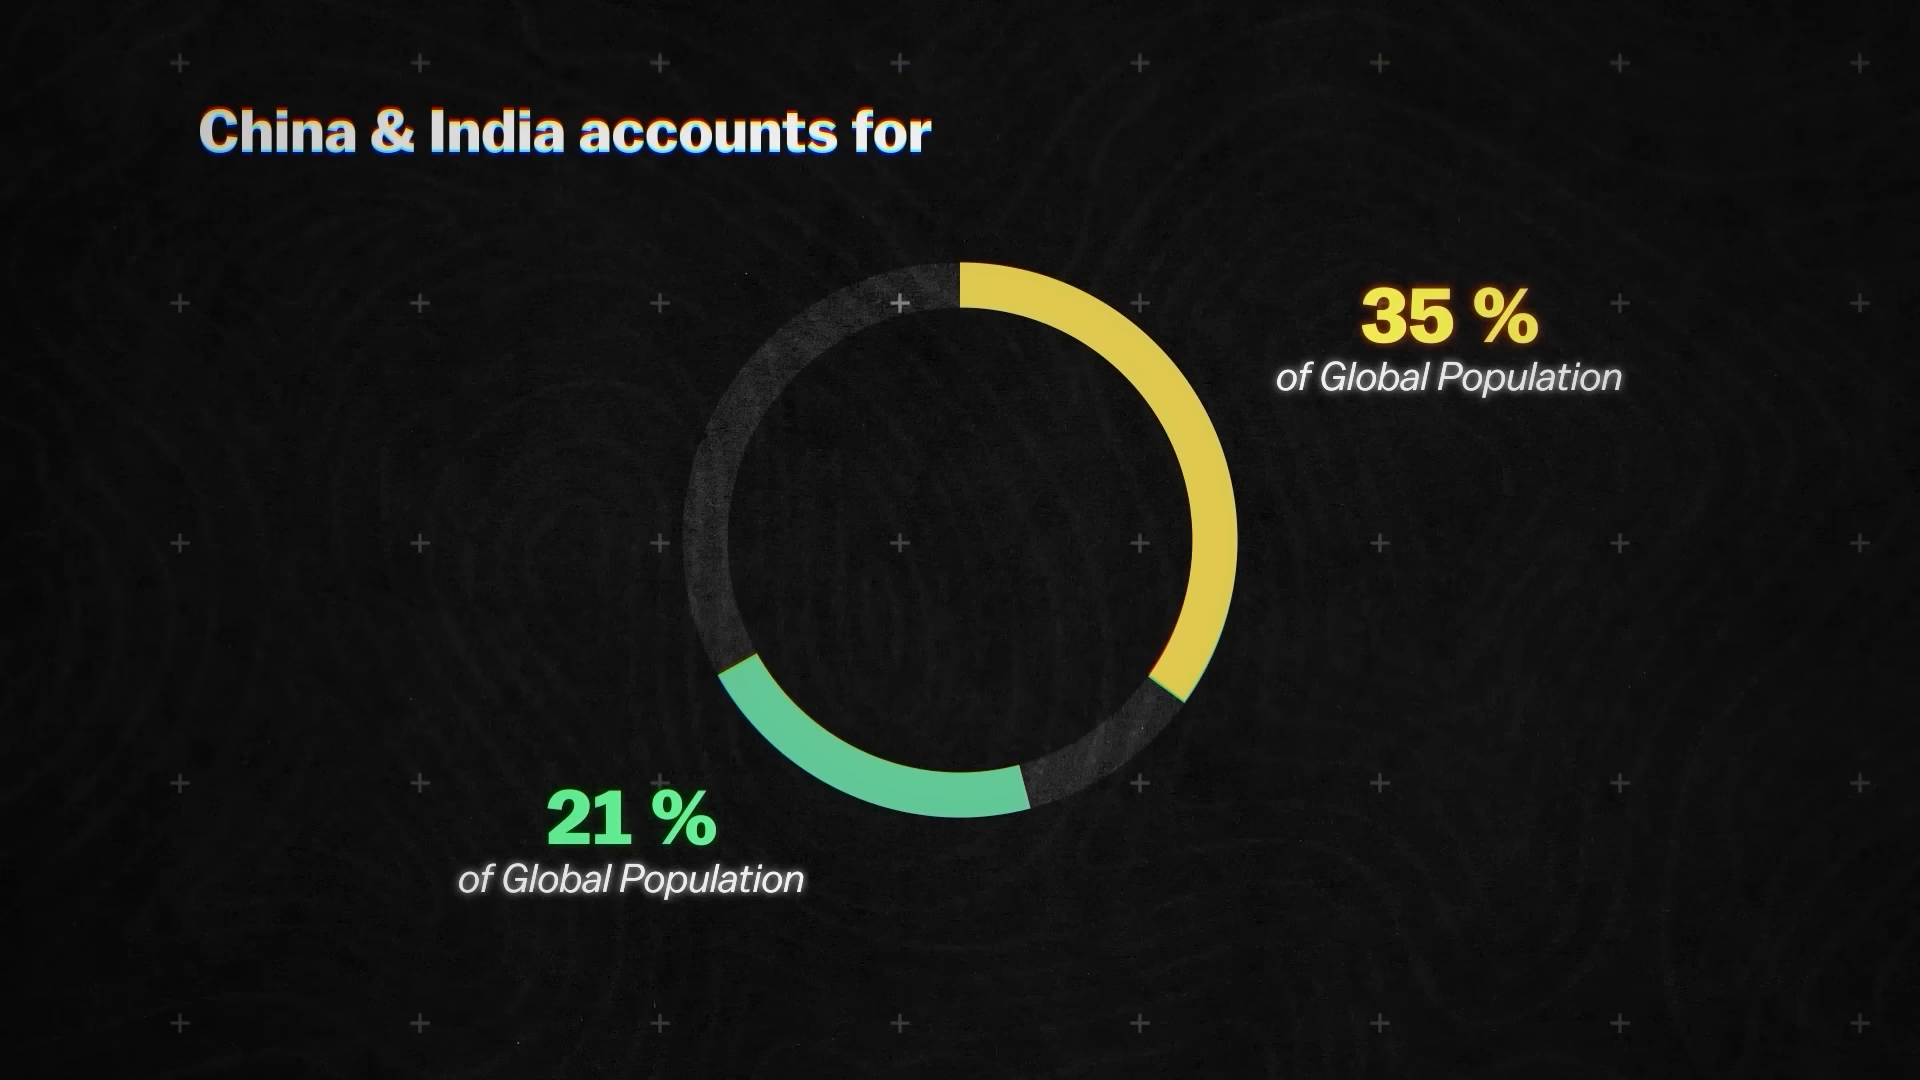 China & India accounts for
35 %
of Global Population
21 %
of Global Population